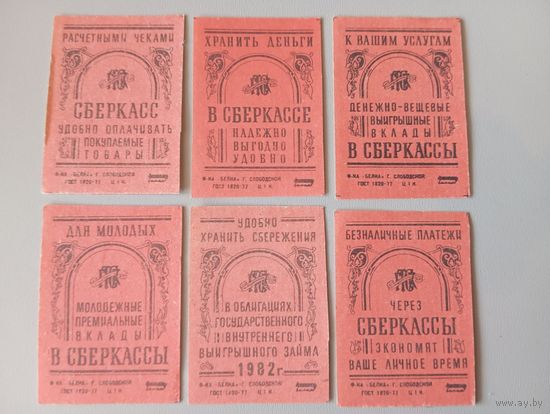 РАСЧЕТНЫМИ ЧЕКАМИ
СБЕРКАСС
УДОБНО ОПЛАЧИВАТЬ
ПОКУПАЕМЫЕ
ТОВАРЫ
Ф-КА «БЕЛКА» Г. СЛОБОДСКОЙ
ГОСТ 1820-77 Ц 1 К.
ХРАНИТЬ ДЕНЬГИ
В СБЕРКАССЕ
НАДЕЖНО
ВЫГОДНО
УДОБНО
Ф-КА «БЕЛКА» Г. СЛОБОДСКОЙ
ГОСТ 1820-77 Ц 1 К.
К ВАШИМ УСЛУГАМ
ДЕНЕЖНО-ВЕЩЕВЫЕ
ВЫИГРЫШНЫЕ
ВКЛАДЫ
В СБЕРКАССЫ
Ф-КА «БЕЛКА» Г. СЛОБОДСКОЙ
ГОСТ 1820-77 Ц 1 К.
ДЛЯ МОЛОДЫХ
МОЛОДЕЖНЫЕ
ПРЕМИАЛЬНЫЕ
ВКЛАДЫ
В СБЕРКАССЫ
Ф-КА «БЕЛКА» Г. СЛОБОДСКОЙ
ГОСТ 1820-77 Ц 1 К.
УДОБНО
ХРАНИТЬ СБЕРЕЖЕНИЯ
В ОБЛИГАЦИЯХ
ГОСУДАРСТВЕННОГО
ВНУТРЕННЕГО
ВЫИГРЫШНОГО ЗАЙМА
1982г.
Ф-КА «БЕЛКА» Г. СЛОБОДСКОЙ
ГОСТ 1820-77 Ц 1 К.
БЕЗНАЛИЧНЫЕ ПЛАТЕЖИ
ЧЕРЕЗ
СБЕРКАССЫ
ЭКОНОМЯТ
ВАШЕ ЛИЧНОЕ ВРЕМЯ
Ф-КА «БЕЛКА» Г. СЛОБОДСКОЙ
ГОСТ 1820-77 Ц 1 К.
www.ay.by